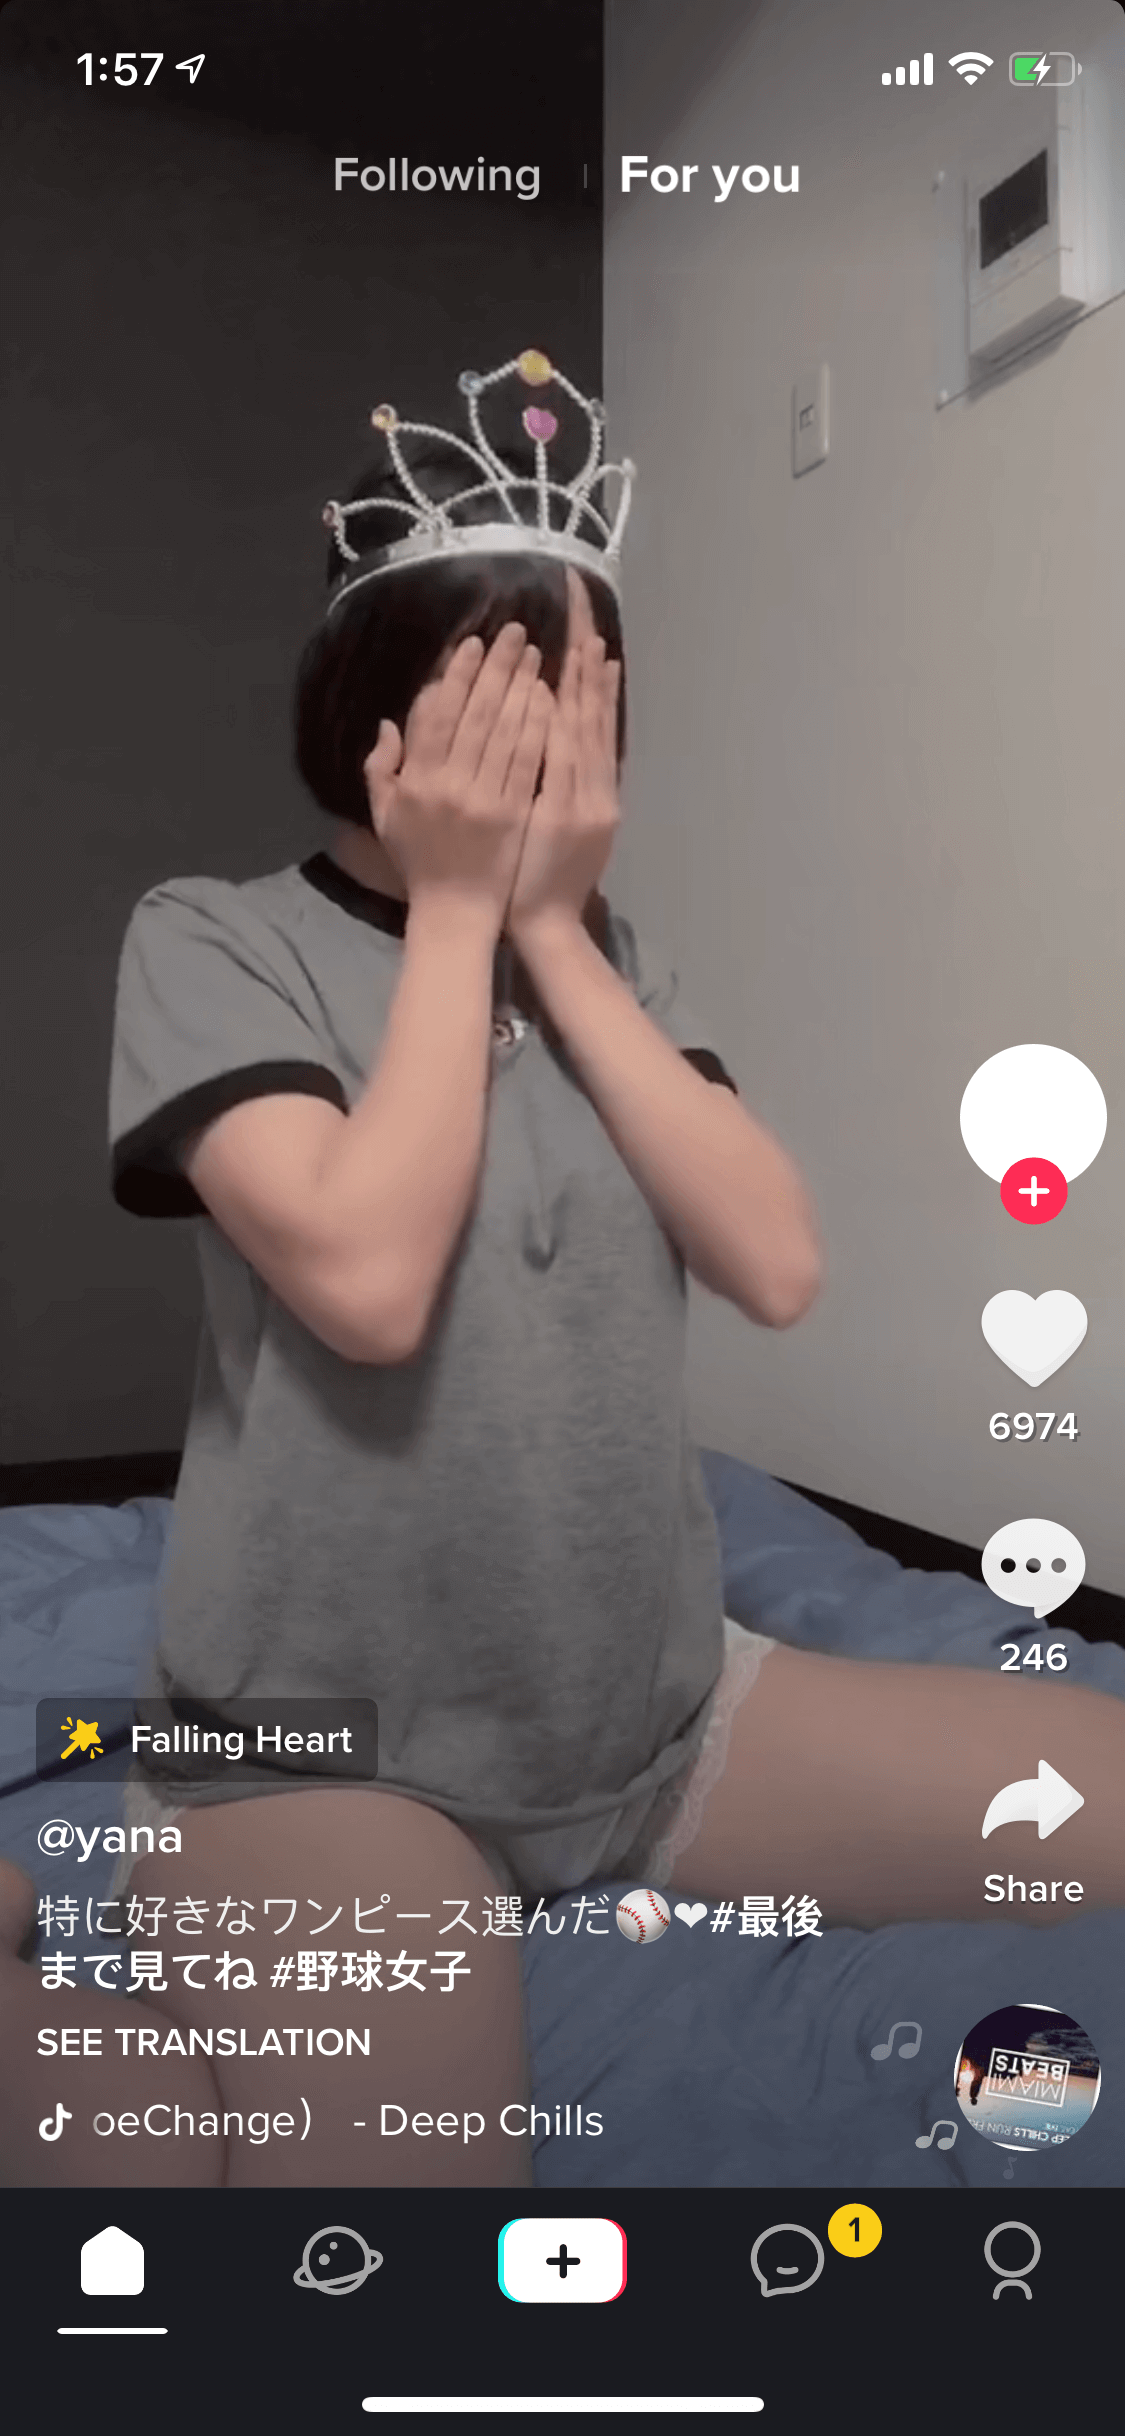 1:57
Following
For you
6974
246
Falling Heart
@yana
特に好きなワンピース選んだ⚾❤#最後
まで見てね #野球女子
Share
SEE TRANSLATION
oeChange） - Deep Chills
MIAMI
BEATS
1